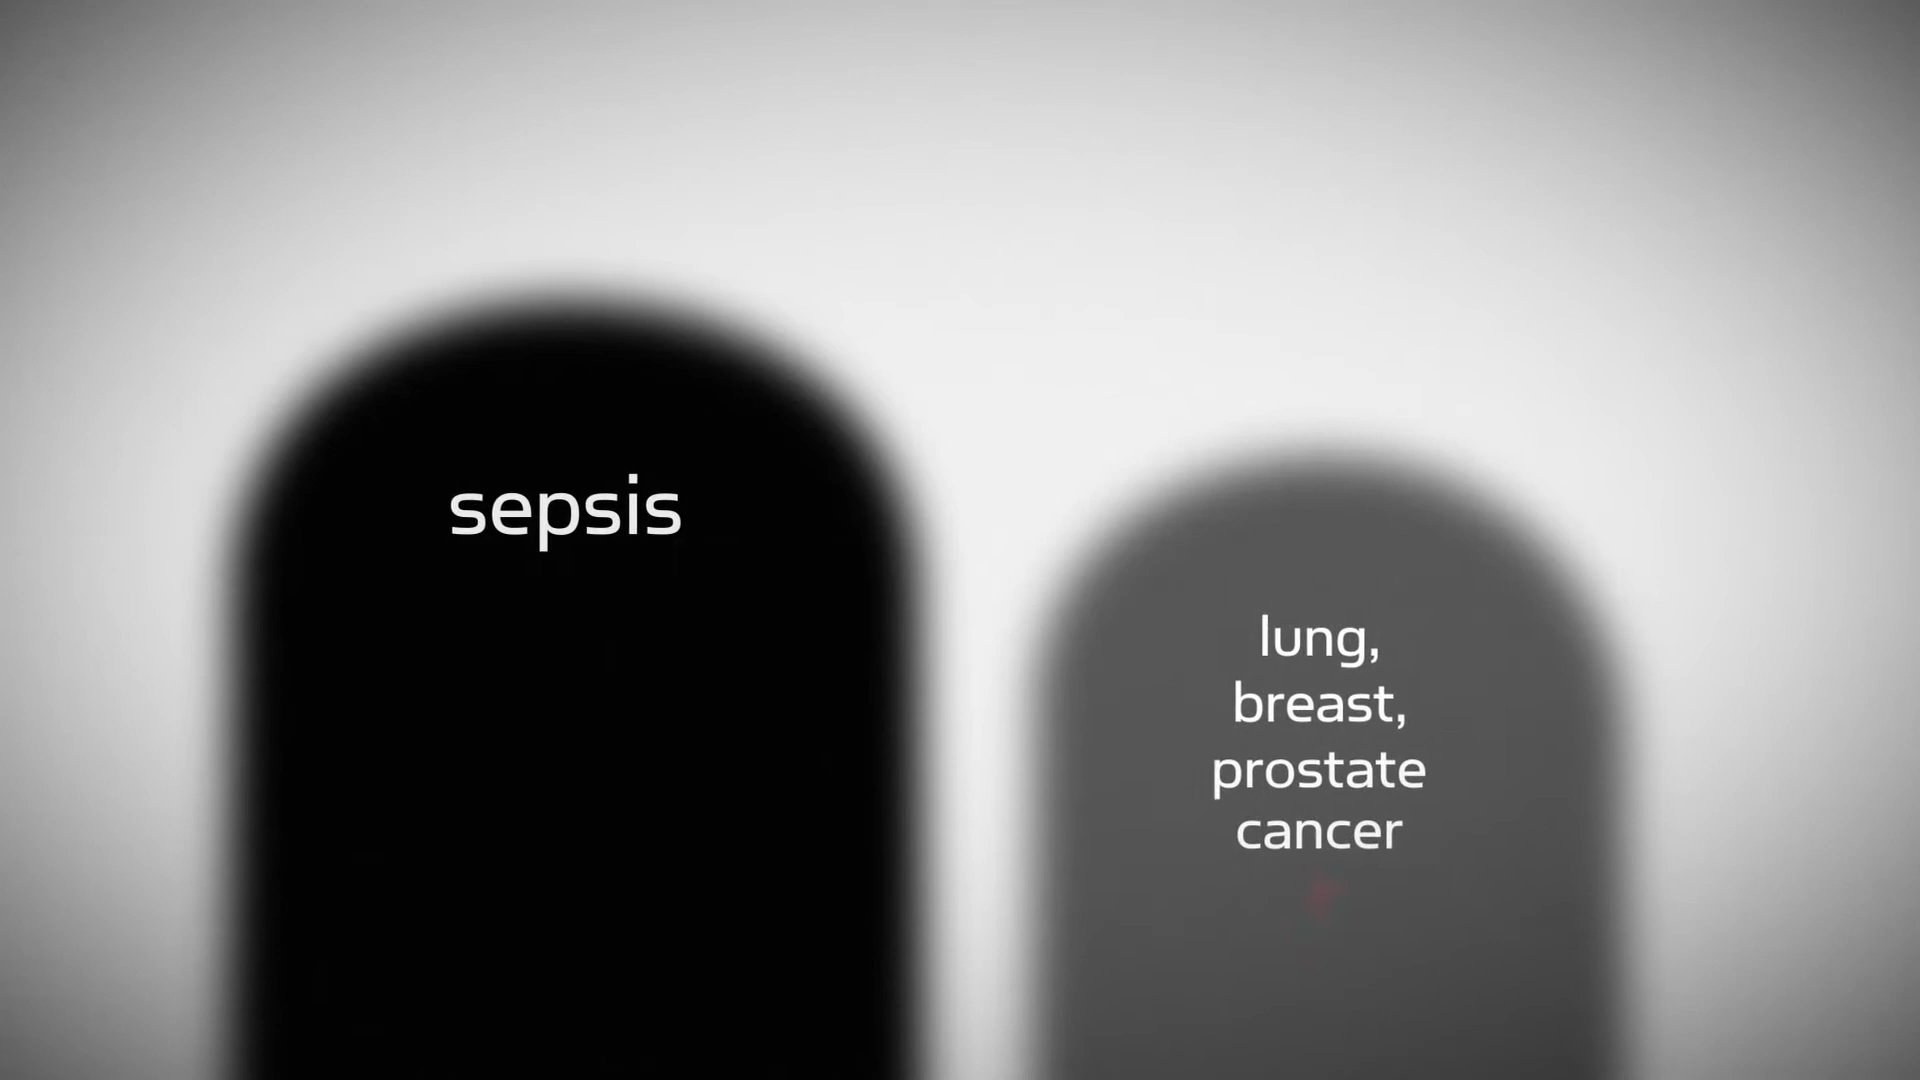 sepsis
lung,
breast,
prostate
cancer